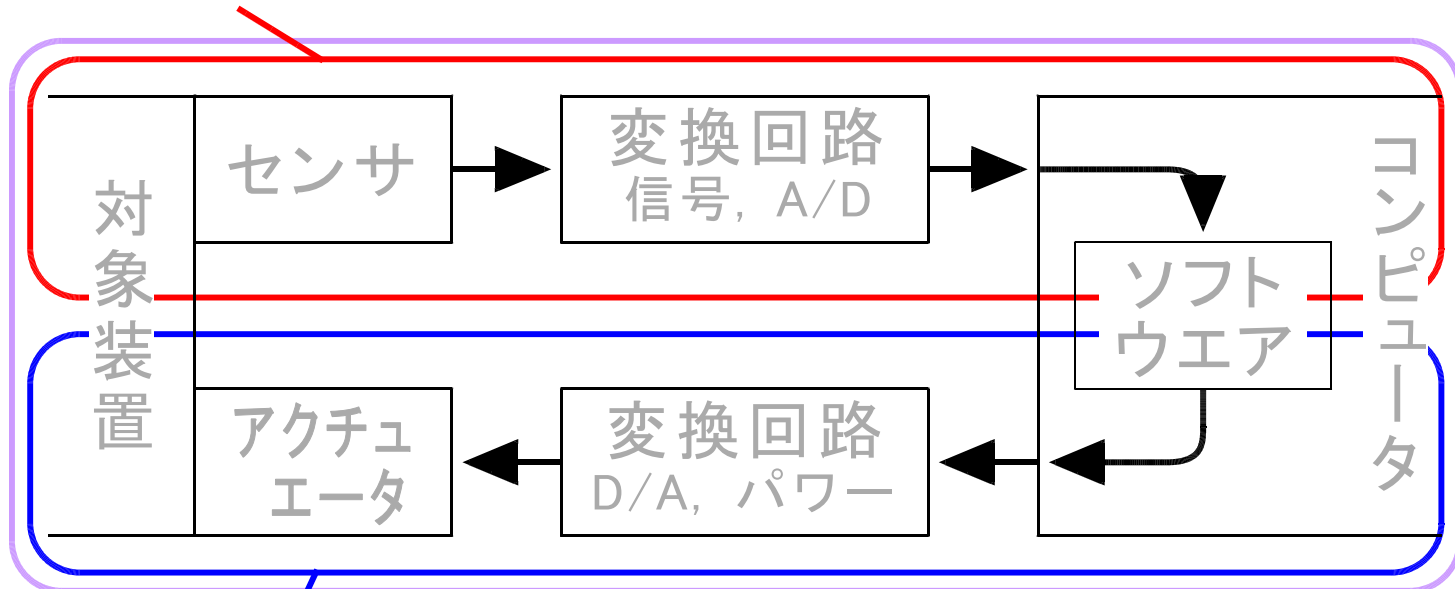 対象装置
センサ
変換回路
信号, A/D
コンピュータ
ソフト
ウエア
アクチュ
エータ
変換回路
D/A, パワー